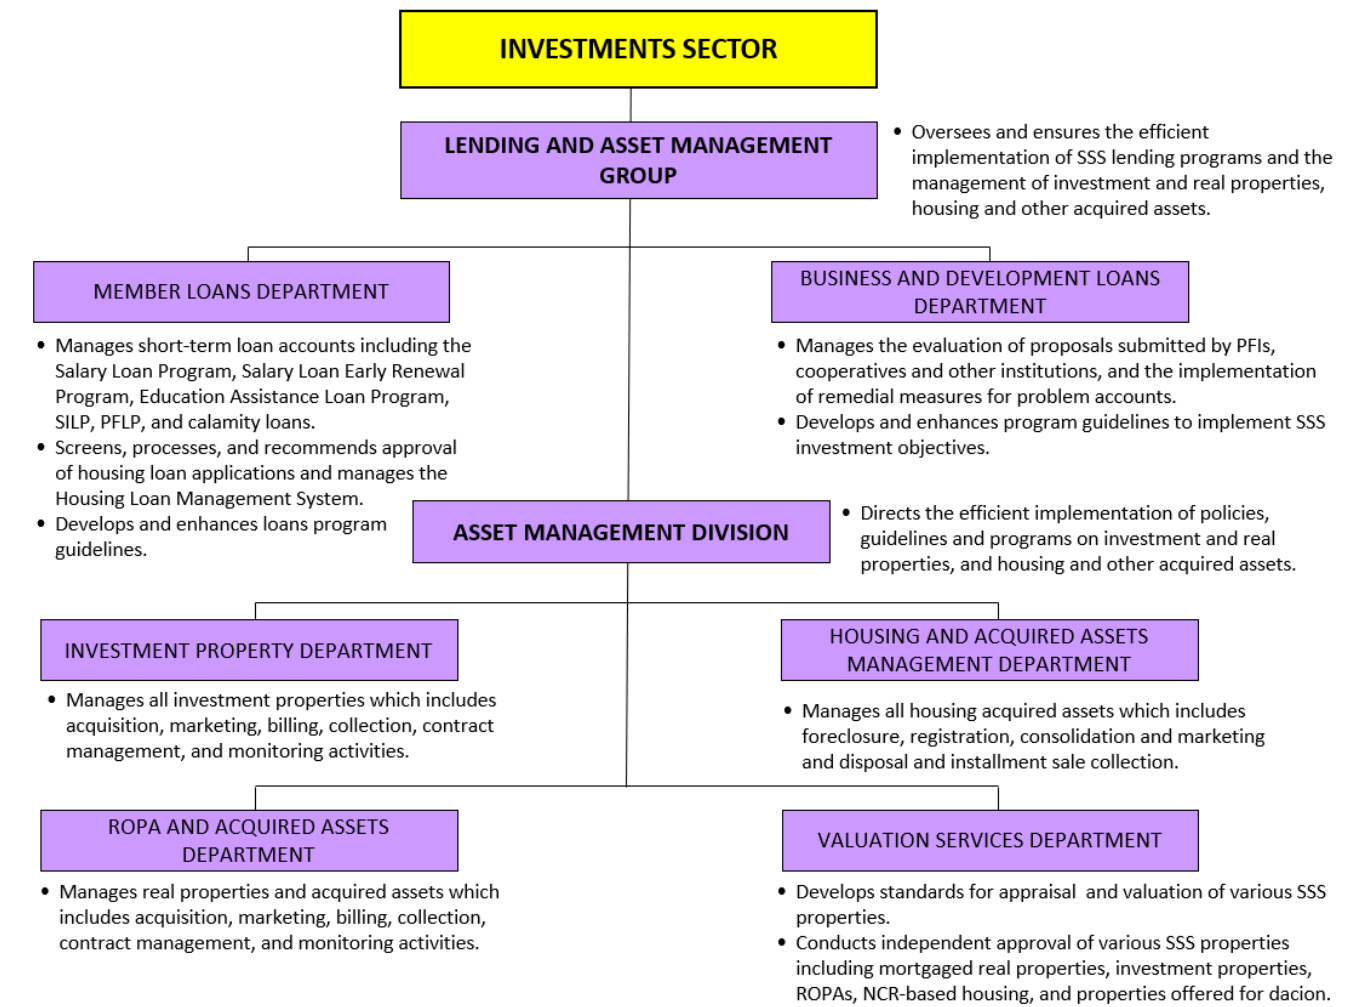 INVESTMENTS SECTOR
LENDING AND ASSET MANAGEMENT
GROUP
• Oversees and ensures the efficient
implementation of SSS lending programs and the
management of investment and real properties,
housing and other acquired assets.
MEMBER LOANS DEPARTMENT
• Manages short-term loan accounts including the
Salary Loan Program, Salary Loan Early Renewal
Program, Education Assistance Loan Program,
SILP, PFLP, and calamity loans.
• Screens, processes, and recommends approval
of housing loan applications and manages the
Housing Loan Management System.
• Develops and enhances loans program
guidelines.
BUSINESS AND DEVELOPMENT LOANS
DEPARTMENT
• Manages the evaluation of proposals submitted by PFIs,
cooperatives and other institutions, and the implementation
of remedial measures for problem accounts.
• Develops and enhances program guidelines to implement SSS
investment objectives.
ASSET MANAGEMENT DIVISION
• Directs the efficient implementation of policies,
guidelines and programs on investment and real
properties, and housing and other acquired assets.
INVESTMENT PROPERTY DEPARTMENT
• Manages all investment properties which includes
acquisition, marketing, billing, collection, contract
management, and monitoring activities.
HOUSING AND ACQUIRED ASSETS
MANAGEMENT DEPARTMENT
• Manages all housing acquired assets which includes
foreclosure, registration, consolidation and marketing
and disposal and installment sale collection.
ROPA AND ACQUIRED ASSETS
DEPARTMENT
• Manages real properties and acquired assets which
includes acquisition, marketing, billing, collection,
contract management, and monitoring activities.
VALUATION SERVICES DEPARTMENT
• Develops standards for appraisal and valuation of various SSS
properties.
• Conducts independent approval of various SSS properties
including mortgaged real properties, investment properties,
ROPAs, NCR-based housing, and properties offered for dacion.